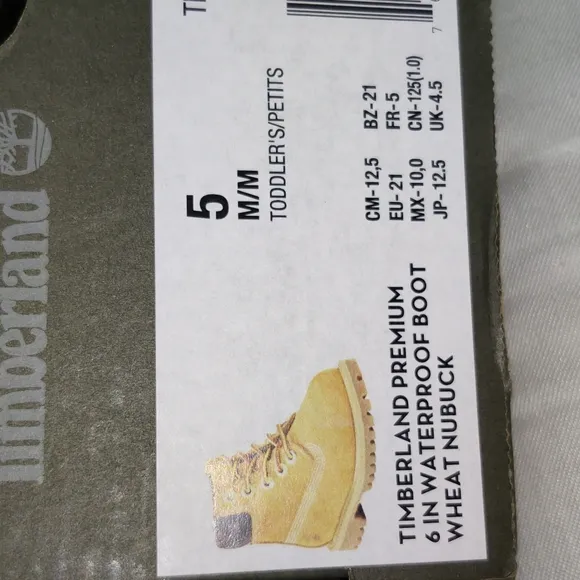 Timberland
5
M/M
TODDLER'S/PETITS
CM-12,5 BZ-21
EU- 21 FR-5
MX-10,0 CN-125(1.0)
JP- 12.5 UK-4.5
TIMBERLAND PREMIUM
6 IN WATERPROOF BOOT
WHEAT NUBUCK
7